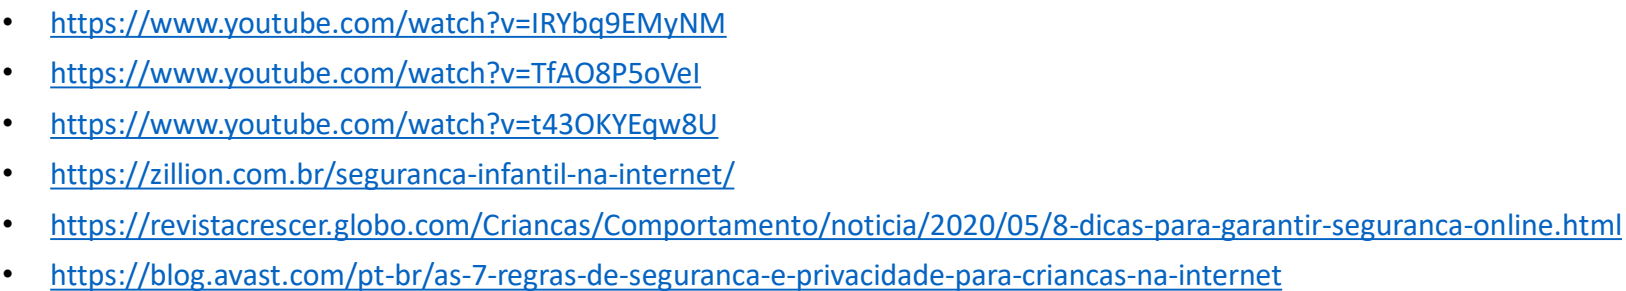 • https://www.youtube.com/watch?v=IRYbq9EMyNM
• https://www.youtube.com/watch?v=TfAO8P5oVeI
• https://www.youtube.com/watch?v=t43OKYEqw8U
• https://zillion.com.br/seguranca-infantil-na-internet/
• https://revistacrescer.globo.com/Criancas/Comportamento/noticia/2020/05/8-dicas-para-garantir-seguranca-online.html
• https://blog.avast.com/pt-br/as-7-regras-de-seguranca-e-privacidade-para-criancas-na-internet